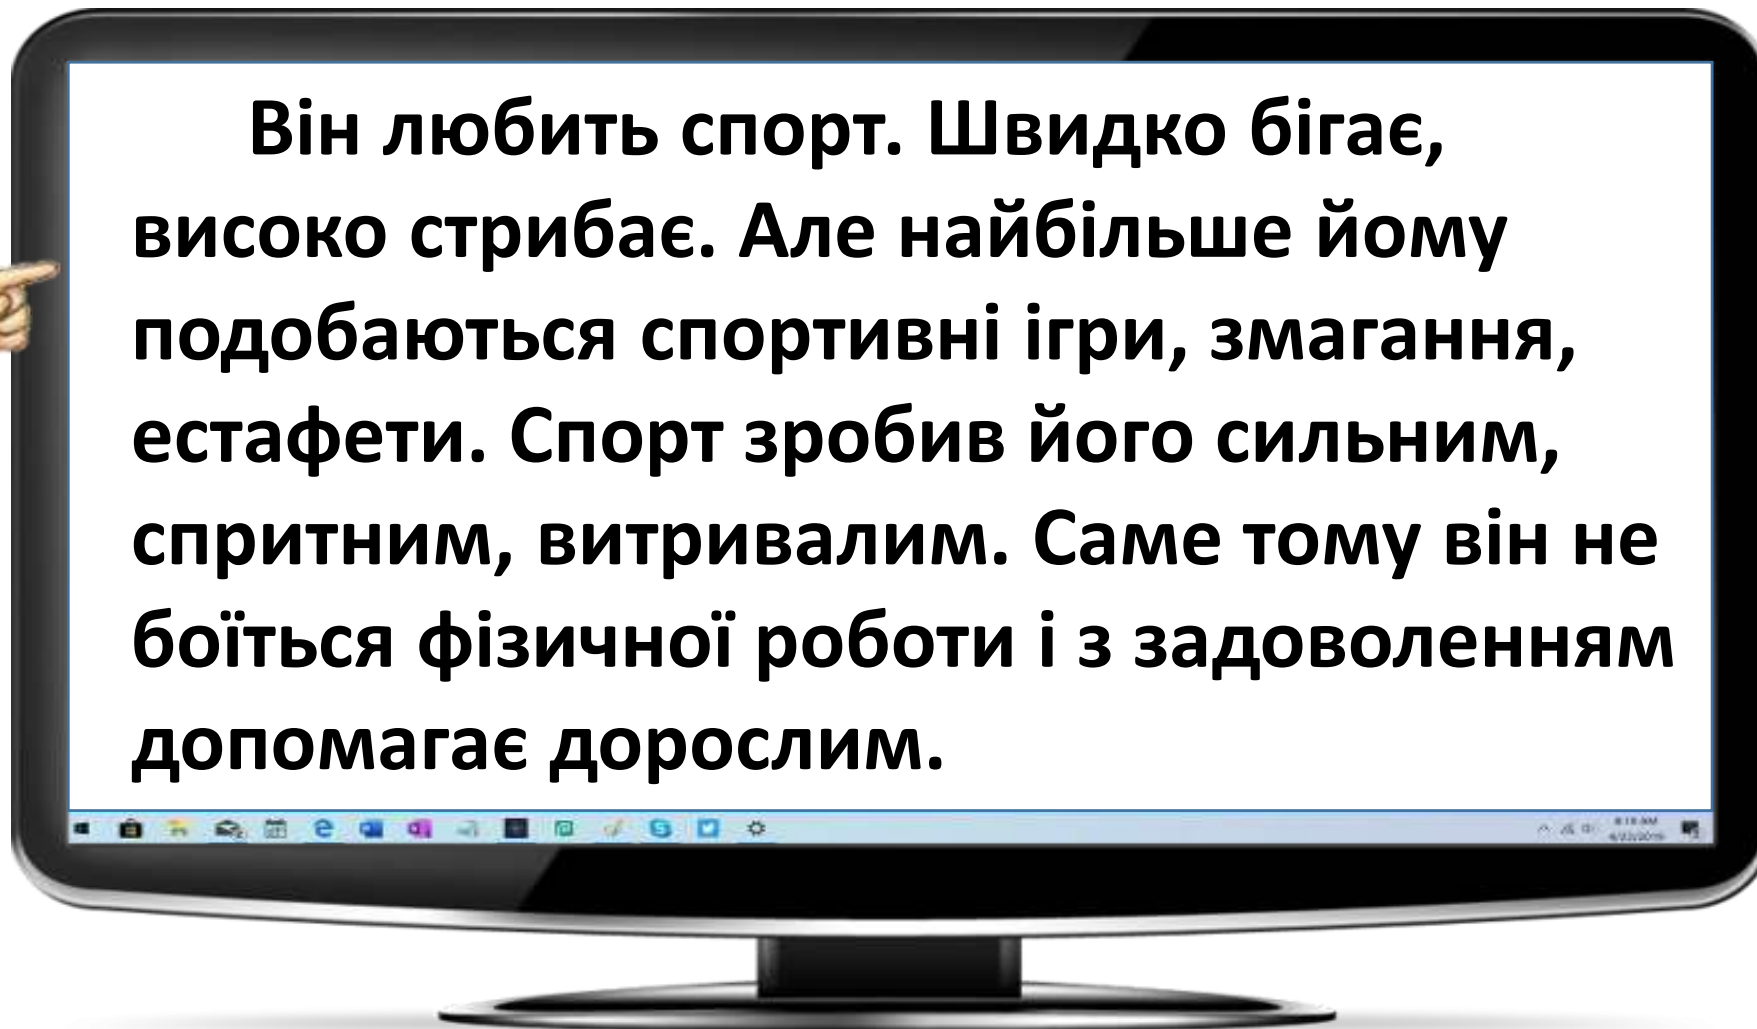 Він любить спорт. Швидко бігає,
високо стрибає. Але найбільше йому
подобаються спортивні ігри, змагання,
естафети. Спорт зробив його сильним,
спритним, витривалим. Саме тому він не
боїться фізичної роботи і з задоволенням
допомагає дорослим.